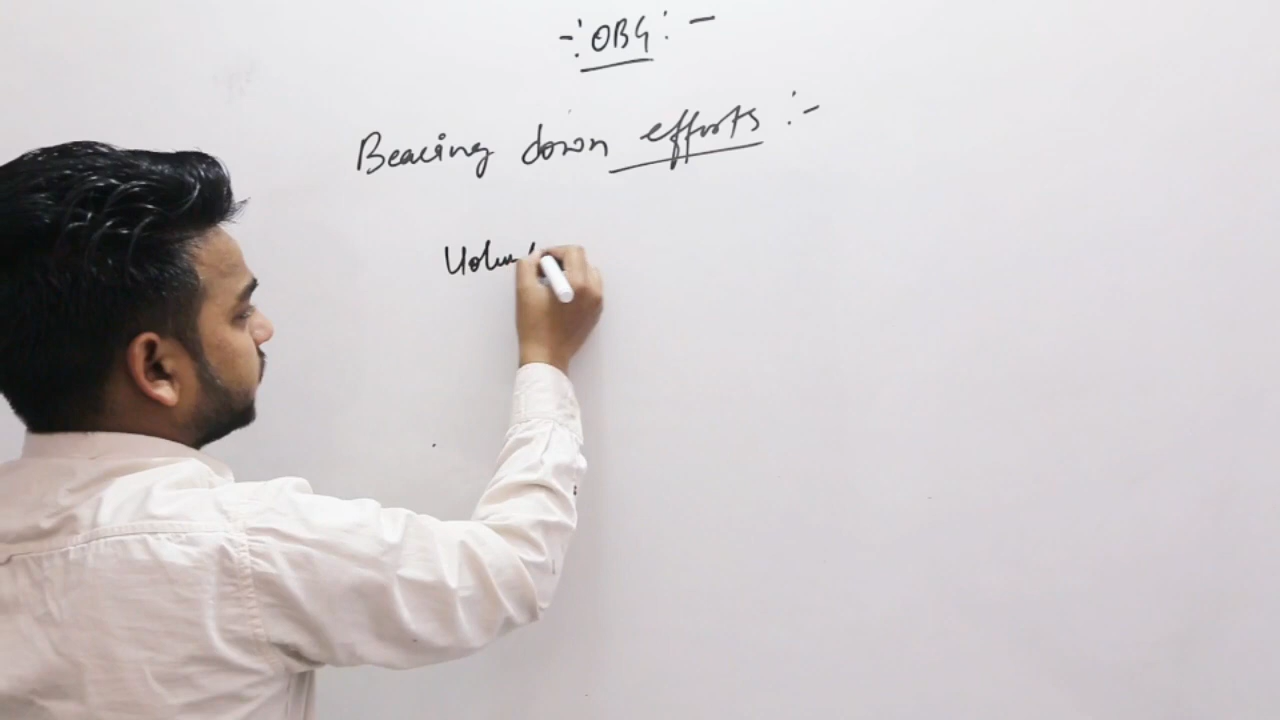 -: OBG :-
Bearing down efforts :-